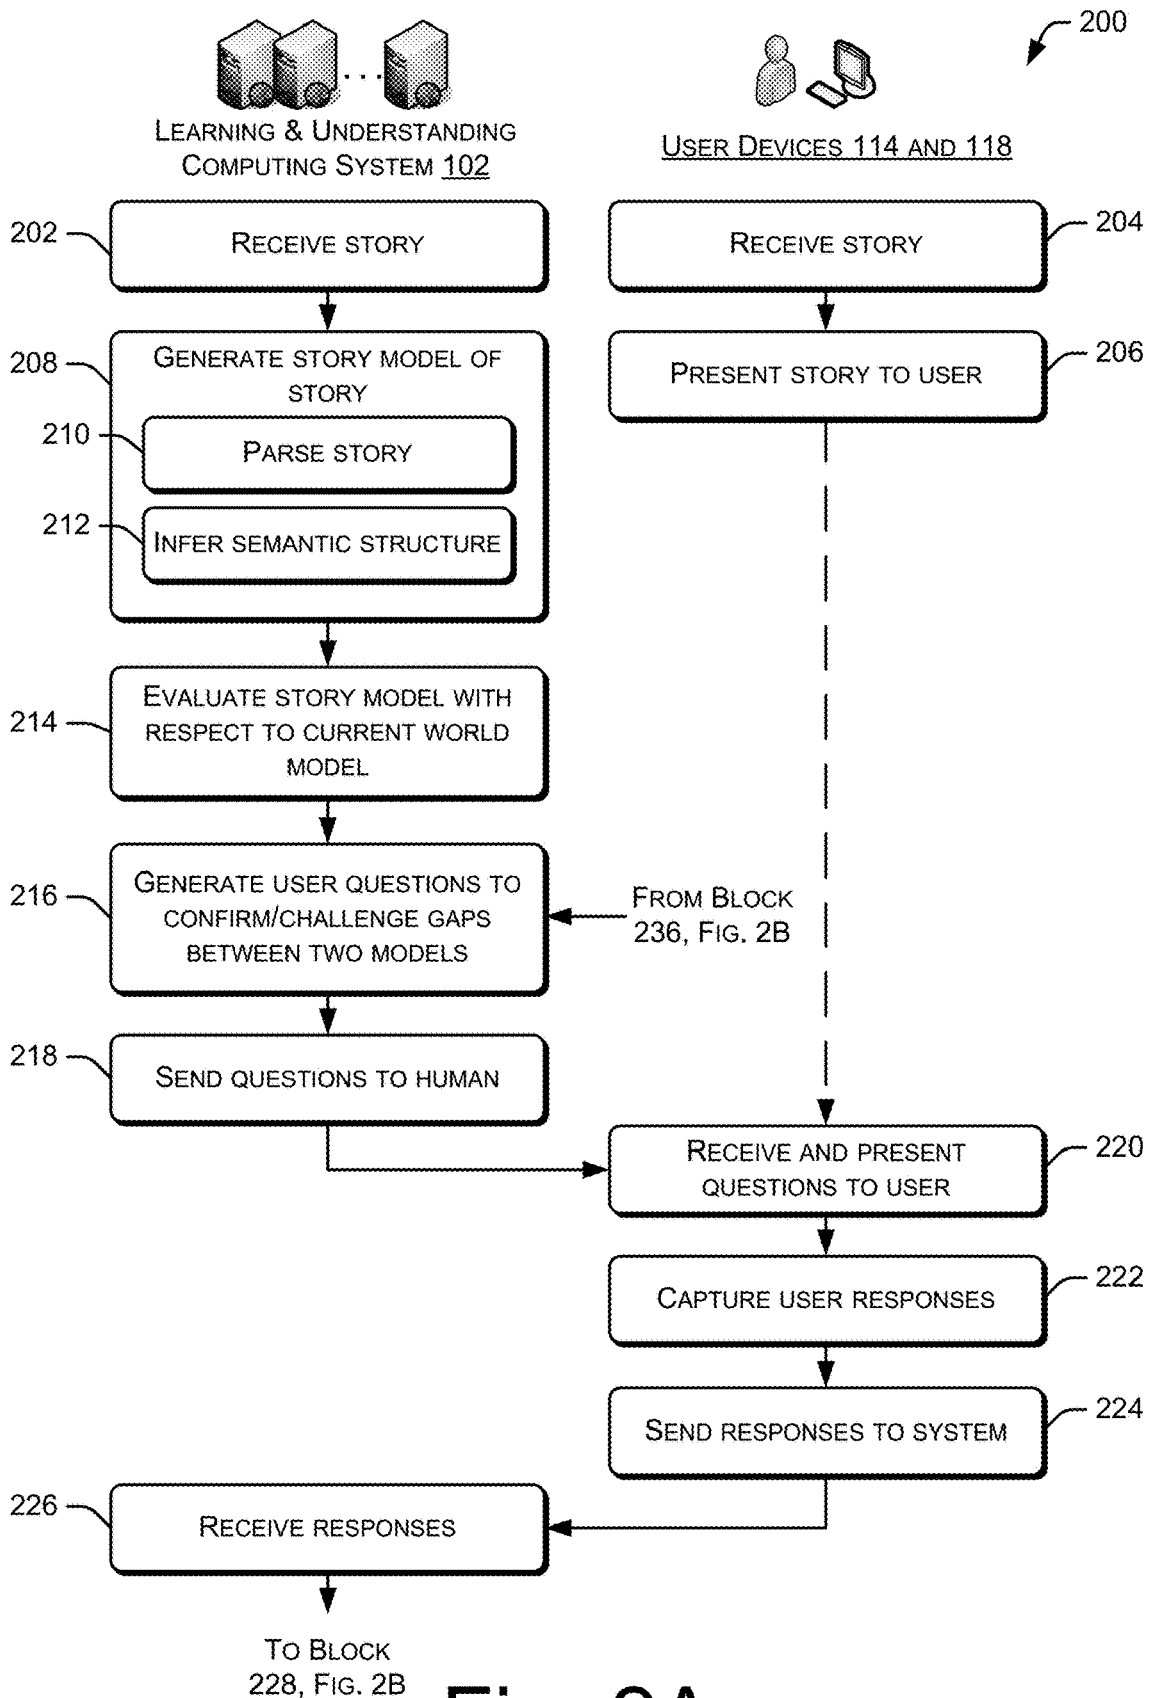 200
LEARNING & UNDERSTANDING
COMPUTING SYSTEM 102
USER DEVICES 114 AND 118
202
RECEIVE STORY
204
RECEIVE STORY
206
PRESENT STORY TO USER
208
GENERATE STORY MODEL OF
STORY
210
PARSE STORY
212
INFER SEMANTIC STRUCTURE
214
EVALUATE STORY MODEL WITH
RESPECT TO CURRENT WORLD
MODEL
216
GENERATE USER QUESTIONS TO
CONFIRM/CHALLENGE GAPS
BETWEEN TWO MODELS
FROM BLOCK
236, FIG. 2B
218
SEND QUESTIONS TO HUMAN
220
RECEIVE AND PRESENT
QUESTIONS TO USER
222
CAPTURE USER RESPONSES
224
SEND RESPONSES TO SYSTEM
226
RECEIVE RESPONSES
TO BLOCK
228, FIG. 2B